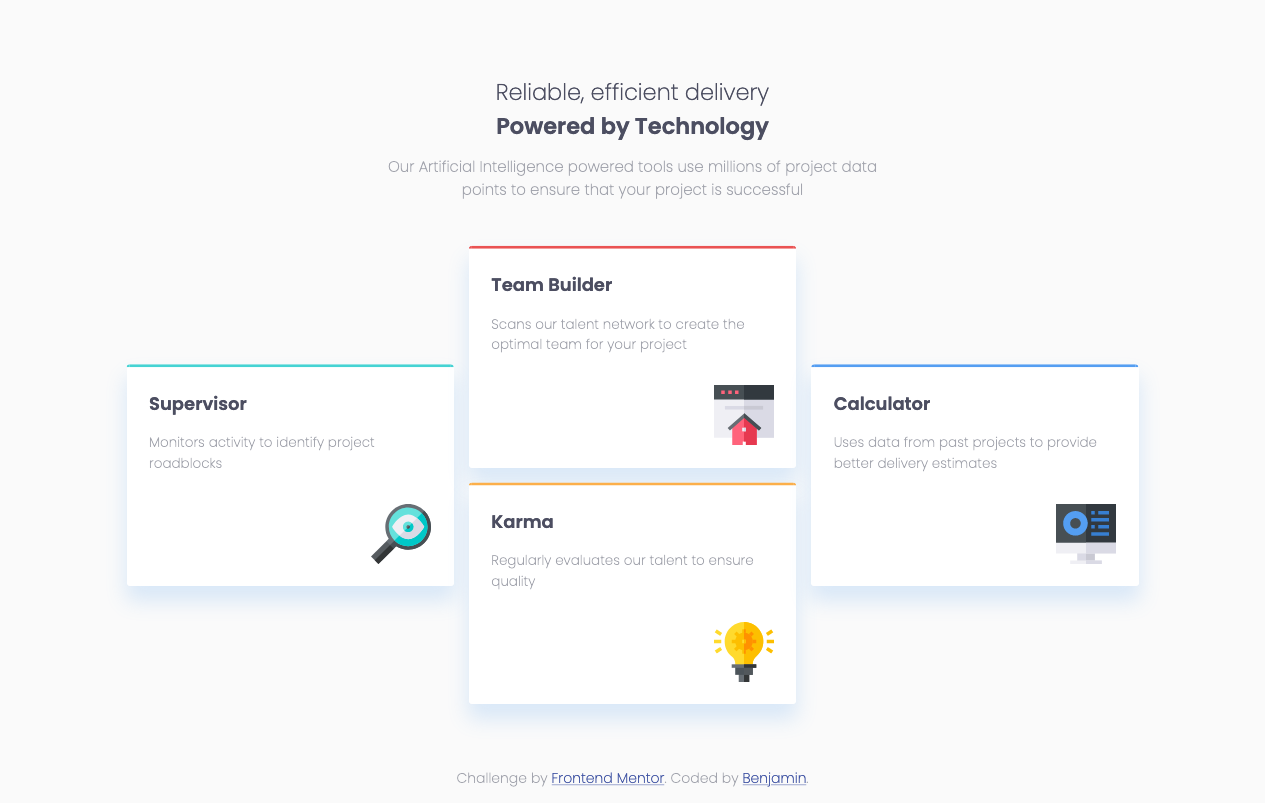 Reliable, efficient delivery
Powered by Technology
Our Artificial Intelligence powered tools use millions of project data
points to ensure that your project is successful
Team Builder
Scans our talent network to create the
optimal team for your project
Supervisor
Monitors activity to identify project
roadblocks
Calculator
Uses data from past projects to provide
better delivery estimates
Karma
Regularly evaluates our talent to ensure
quality
Challenge by Frontend Mentor. Coded by Benjamin.